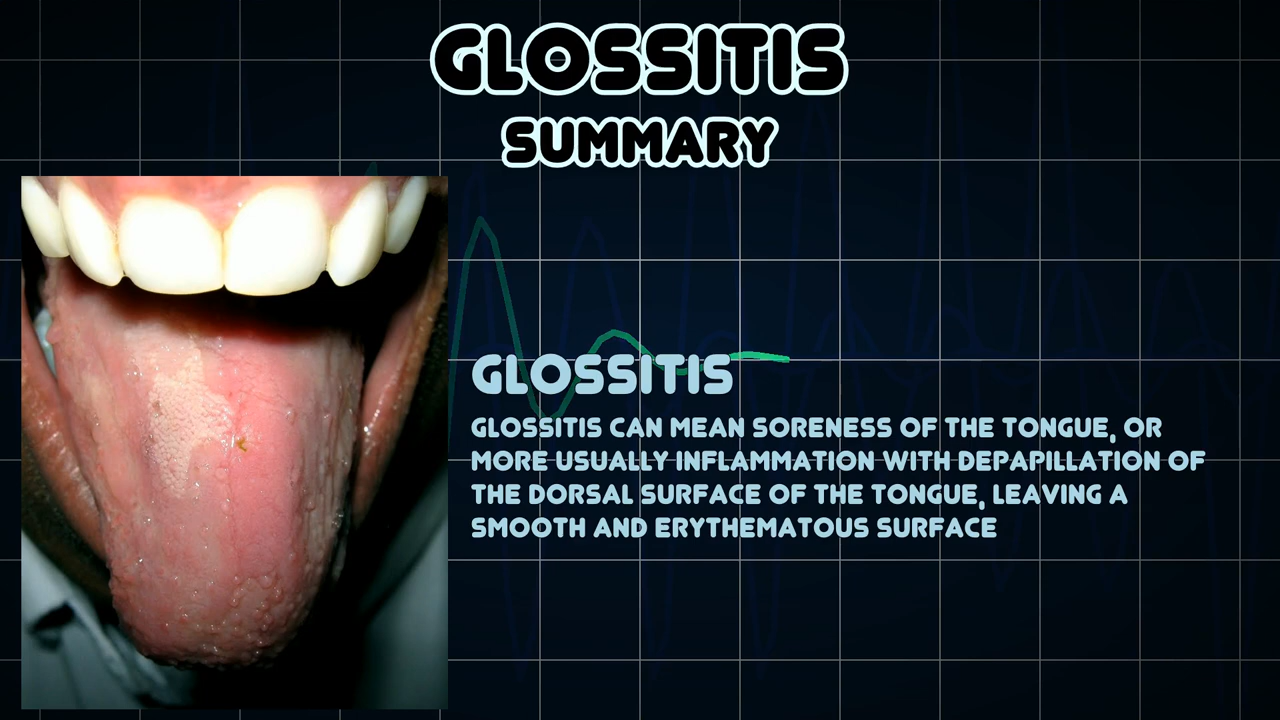 GLOSSITIS
SUMMARY
GLOSSITIS
GLOSSITIS CAN MEAN SORENESS OF THE TONGUE, OR
MORE USUALLY INFLAMMATION WITH DEPAPILLATION OF
THE DORSAL SURFACE OF THE TONGUE, LEAVING A
SMOOTH AND ERYTHEMATOUS SURFACE